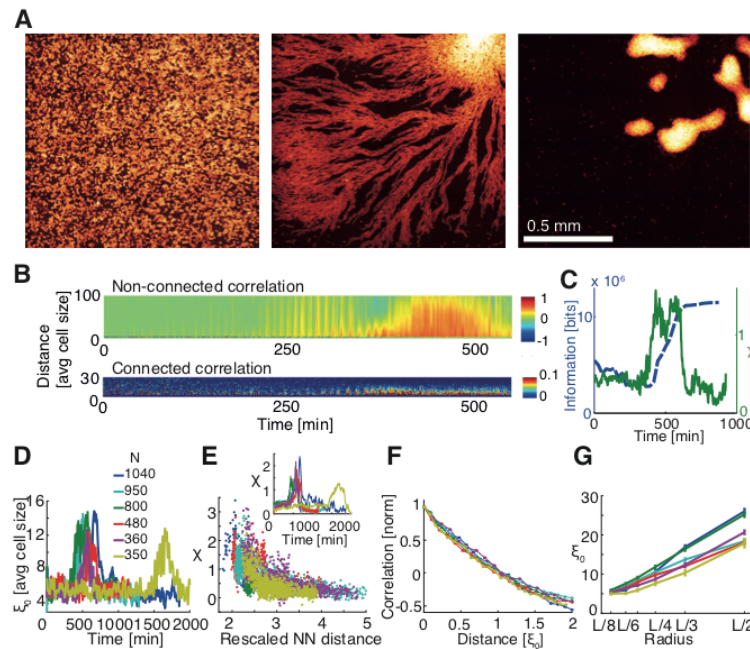 A
0.5 mm
B
Non-connected correlation
100
0
0
250
500
1
0
-1
Distance
[avg cell size]
Connected correlation
30
0
0
250
500
0.1
0
Time [min]
C
x 10⁶
10
0
Information [bits]
1
0
χ
0
500
1000
Time [min]
D
N
1040
950
800
480
360
350
16
12
8
4
ξ₀ [avg cell size]
0
500
1000
1500
2000
Time [min]
E
χ
2
1
0
0
1000
2000
Time [min]
χ
3
2
1
0
2
3
4
5
Rescaled NN distance
F
Correlation [norm]
1.0
0.5
0
-0.5
0
0.5
1.0
1.5
2
Distance [ξ₀]
G
ξ₀
30
20
10
0
L/8
L/6
L/4
L/3
L/2
Radius